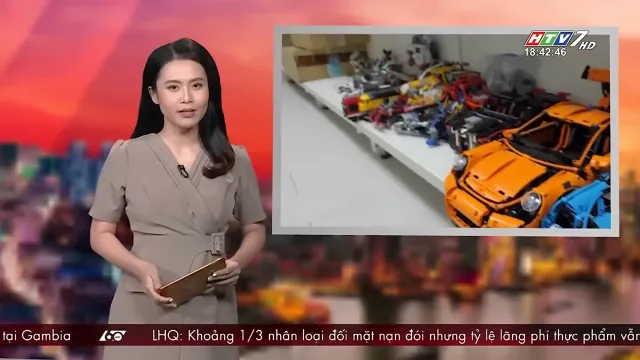 HTV7 HD
18:42:46
tại Gambia 60 LHQ: Khoảng 1/3 nhân loại đối mặt nạn đói nhưng tỷ lệ lãng phí thực phẩm vẫn